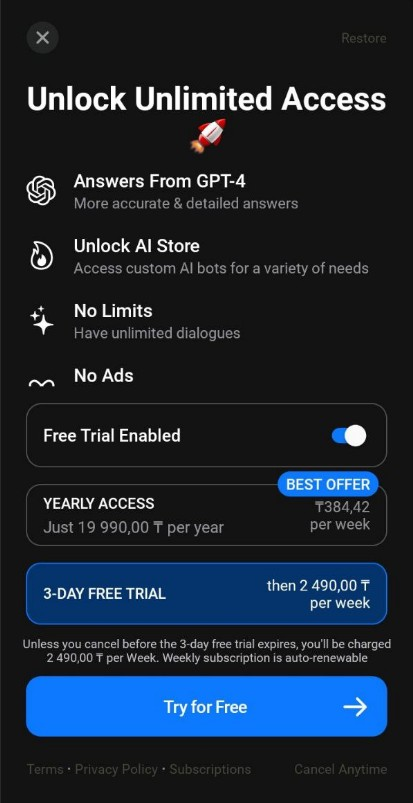 Restore
Unlock Unlimited Access
Answers From GPT-4
More accurate & detailed answers
Unlock AI Store
Access custom AI bots for a variety of needs
No Limits
Have unlimited dialogues
No Ads
Free Trial Enabled
BEST OFFER
YEARLY ACCESS
Just 19 990,00 ₸ per year
₸384,42
per week
3-DAY FREE TRIAL
then 2 490,00 ₸
per week
Unless you cancel before the 3-day free trial expires, you'll be charged
2 490,00 ₸ per Week. Weekly subscription is auto-renewable
Try for Free
Terms • Privacy Policy • Subscriptions
Cancel Anytime